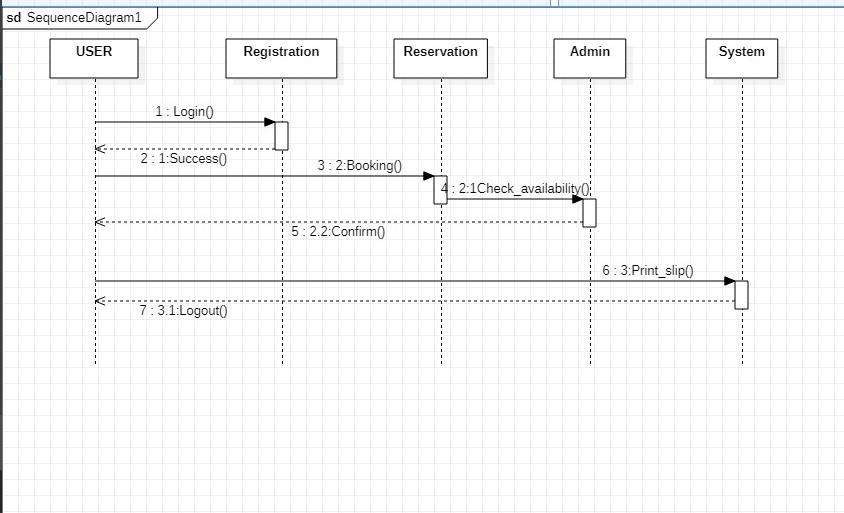 sd SequenceDiagram1
USER
Registration
Reservation
Admin
System
1 : Login()
2 : 1:Success()
3 : 2:Booking()
4 : 2:1Check_availability()
5 : 2.2:Confirm()
6 : 3:Print_slip()
7 : 3.1:Logout()